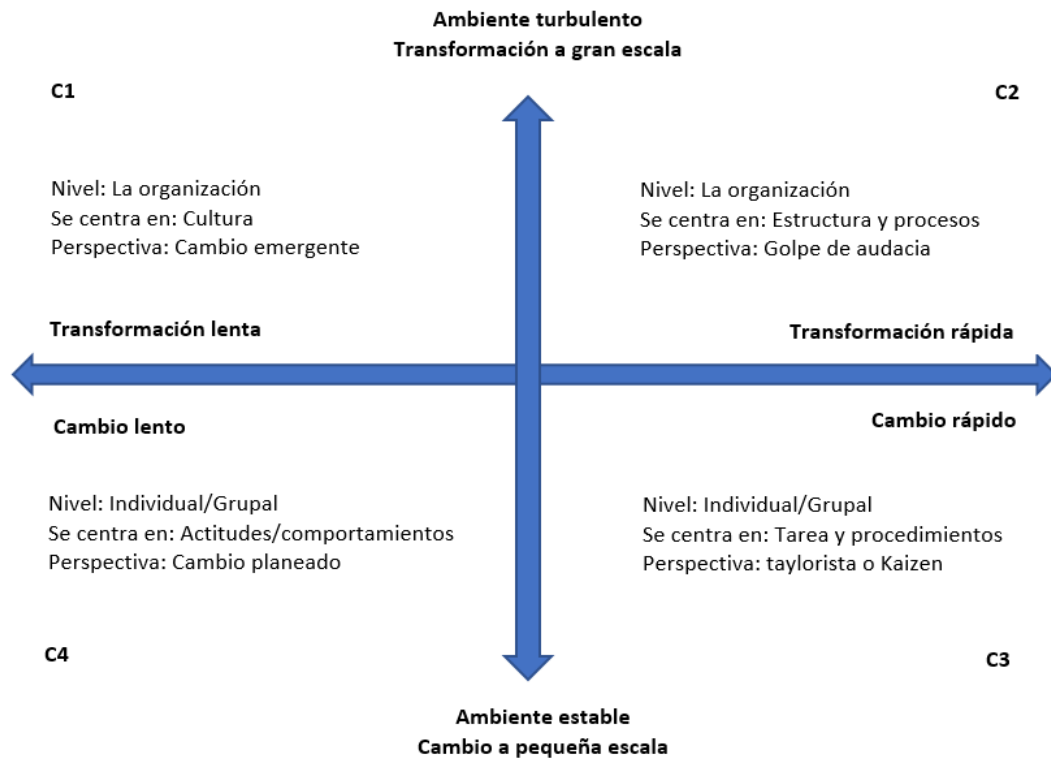 Ambiente turbulento
Transformación a gran escala
C1
C2
Nivel: La organización
Se centra en: Cultura
Perspectiva: Cambio emergente
Nivel: La organización
Se centra en: Estructura y procesos
Perspectiva: Golpe de audacia
Transformación lenta
Transformación rápida
Cambio lento
Cambio rápido
Nivel: Individual/Grupal
Se centra en: Actitudes/comportamientos
Perspectiva: Cambio planeado
Nivel: Individual/Grupal
Se centra en: Tarea y procedimientos
Perspectiva: taylorista o Kaizen
C4
C3
Ambiente estable
Cambio a pequeña escala